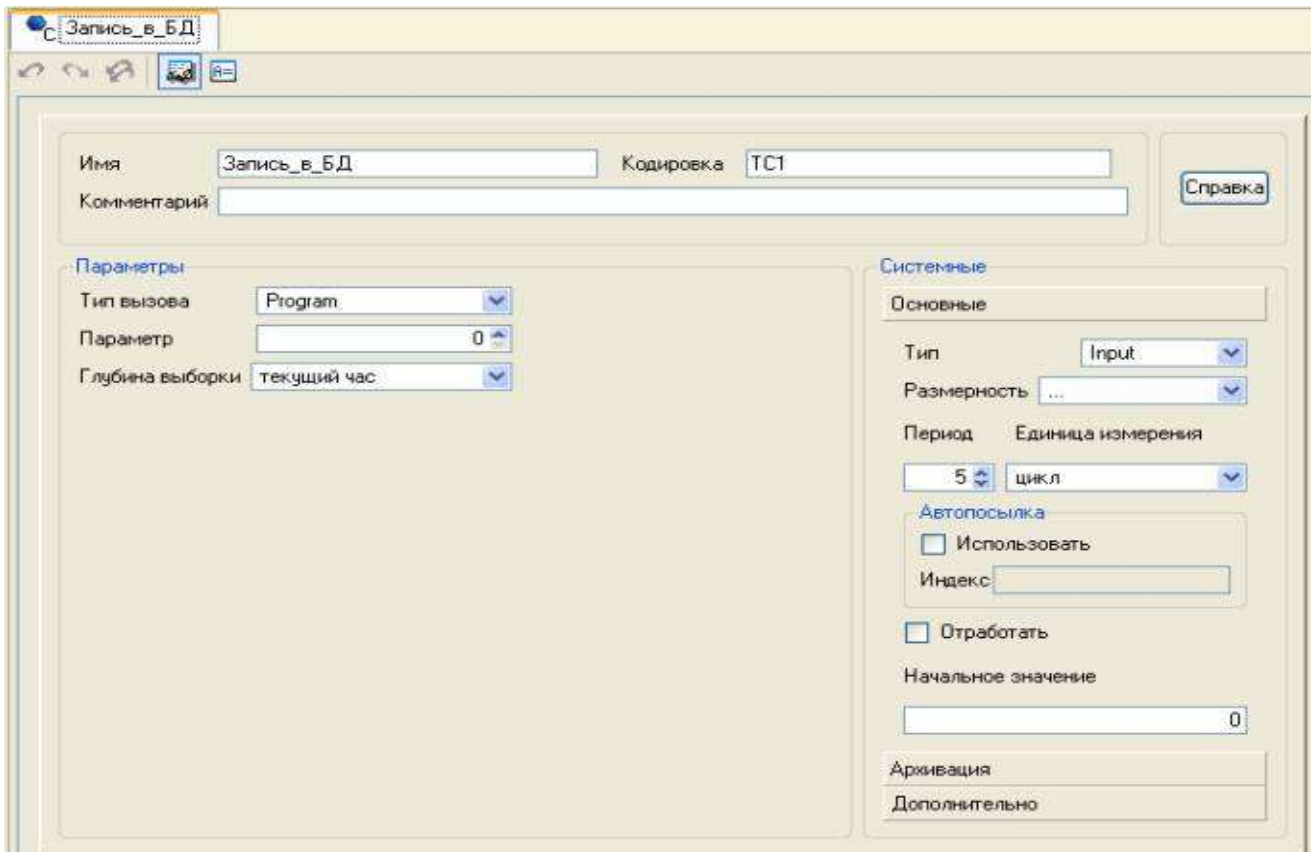 C Запись_в_БД
A=
Имя Запись_в_БД Кодировка TC1
Справка
Комментарий
Параметры
Тип вызова Program
Параметр 0
Глубина выборки текущий час
Системные
Основные
Тип Input
Размерность ...
Период Единица измерения
5 цикл
Автопосылка
Использовать
Индекс
Отработать
Начальное значение
0
Архивация
Дополнительно